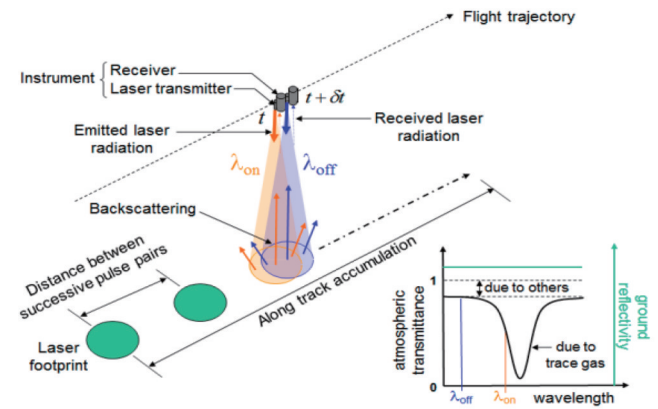 Flight trajectory
Instrument
Receiver
Laser transmitter
t
t + δt
Emitted laser
radiation
Received laser
radiation
λon
λoff
Backscattering
Distance between
successive pulse pairs
Along track accumulation
Laser
footprint
1
due to others
atmospheric
transmittance
due to
trace gas
ground
reflectivity
0
λoff
λon
wavelength